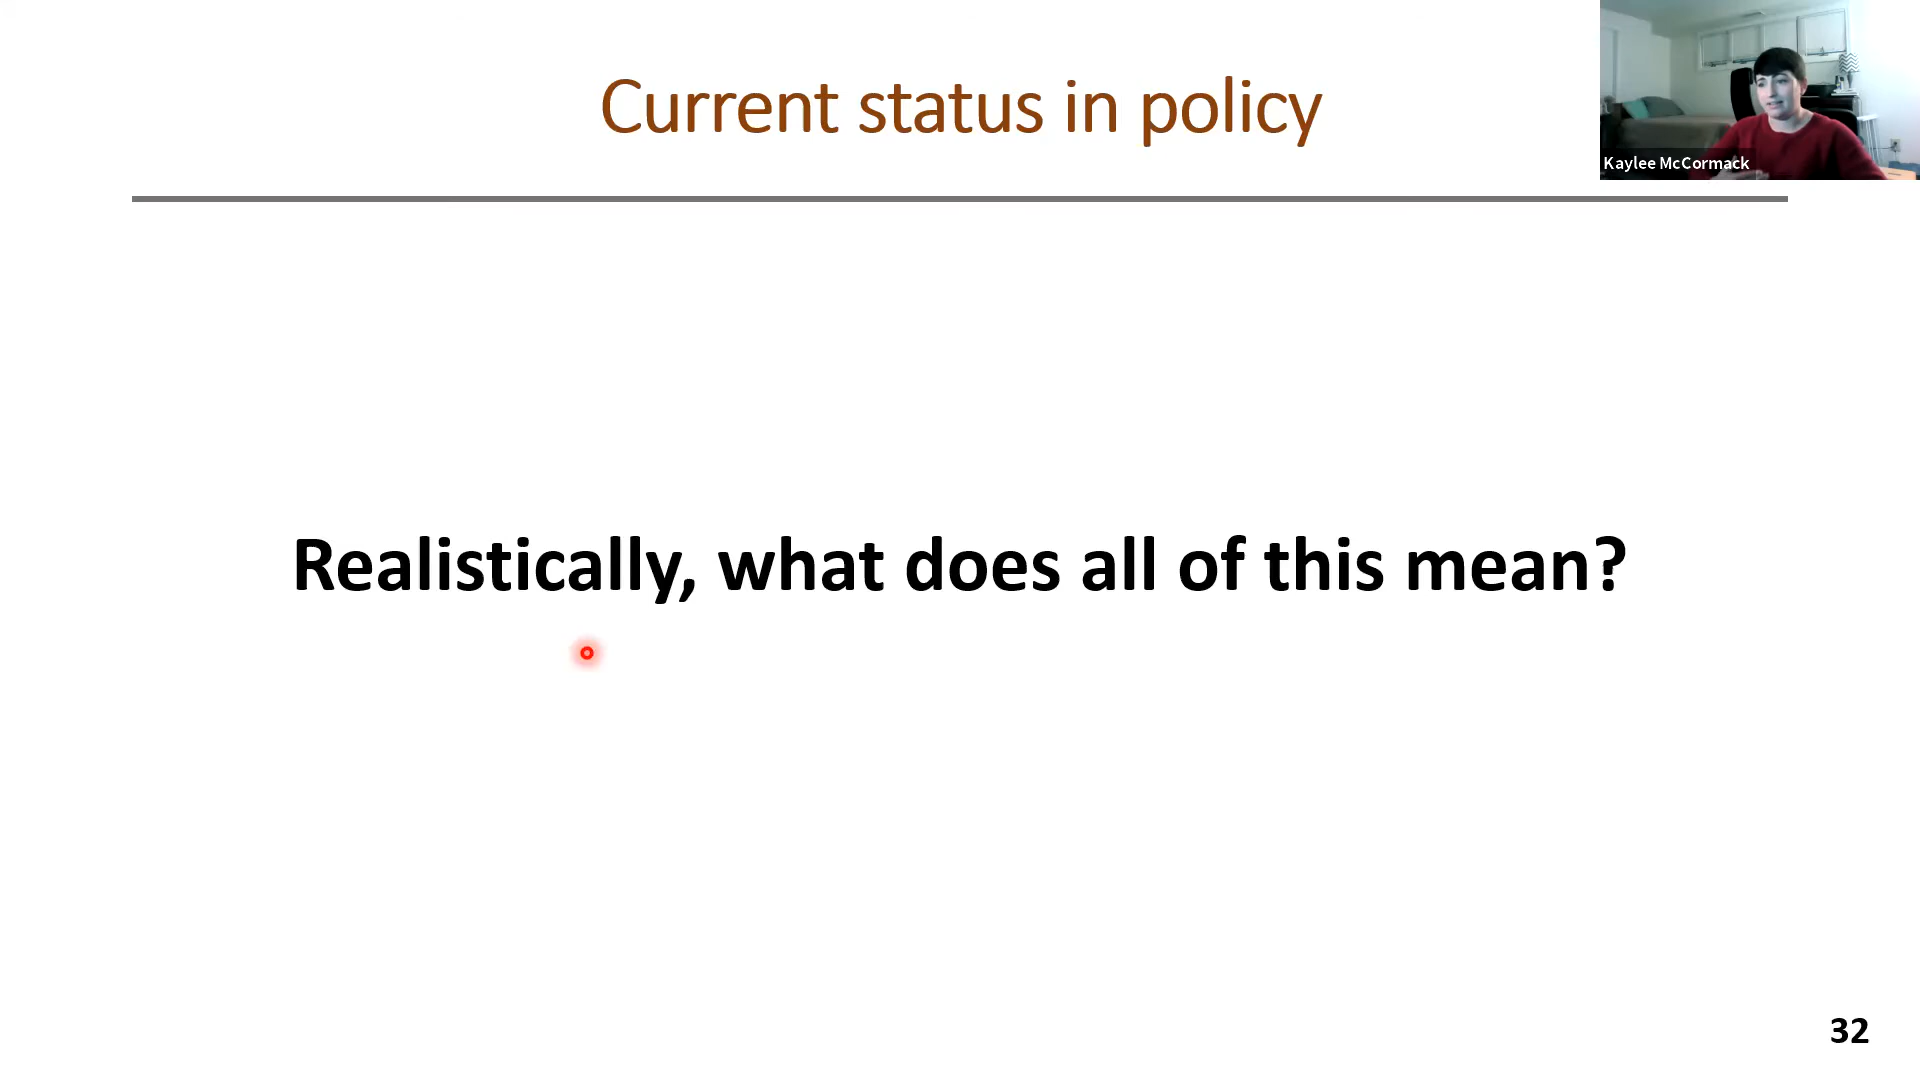 Current status in policy
Kaylee McCormack
Realistically, what does all of this mean?
32